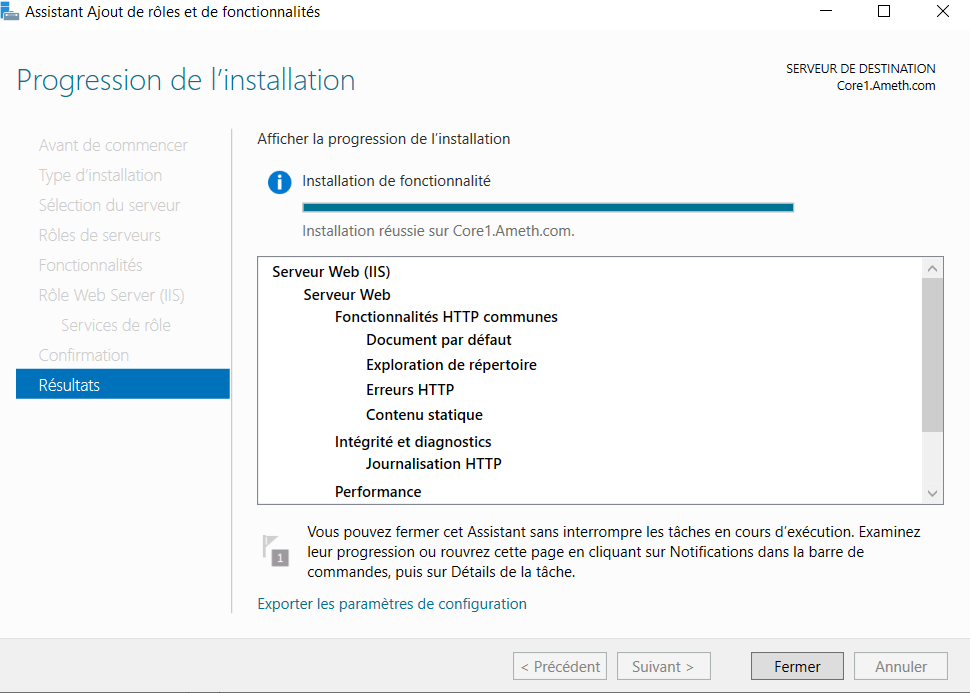 Assistant Ajout de rôles et de fonctionnalités
Progression de l'installation
SERVEUR DE DESTINATION
Core1.Ameth.com
Avant de commencer
Type d'installation
Sélection du serveur
Rôles de serveurs
Fonctionnalités
Rôle Web Server (IIS)
Services de rôle
Confirmation
Résultats
Afficher la progression de l'installation
Installation de fonctionnalité
Installation réussie sur Core1.Ameth.com.
Serveur Web (IIS)
Serveur Web
Fonctionnalités HTTP communes
Document par défaut
Exploration de répertoire
Erreurs HTTP
Contenu statique
Intégrité et diagnostics
Journalisation HTTP
Performance
1
Vous pouvez fermer cet Assistant sans interrompre les tâches en cours d'exécution. Examinez
leur progression ou rouvrez cette page en cliquant sur Notifications dans la barre de
commandes, puis sur Détails de la tâche.
Exporter les paramètres de configuration
< Précédent
Suivant >
Fermer
Annuler